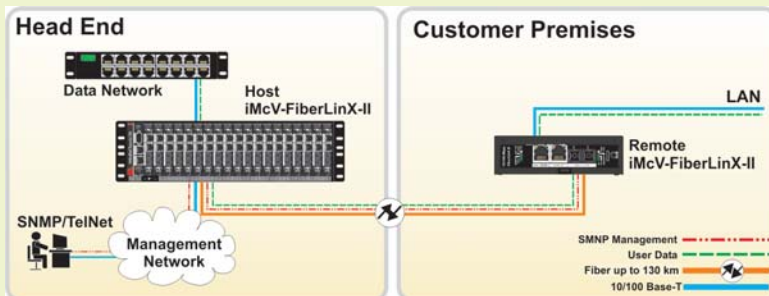 Head End
Data Network
Host
iMcV-FiberLinX-II
SNMP/TelNet
Management
Network
Customer Premises
LAN
Remote
iMcV-FiberLinX-II
SMNP Management
User Data
Fiber up to 130 km
10/100 Base-T